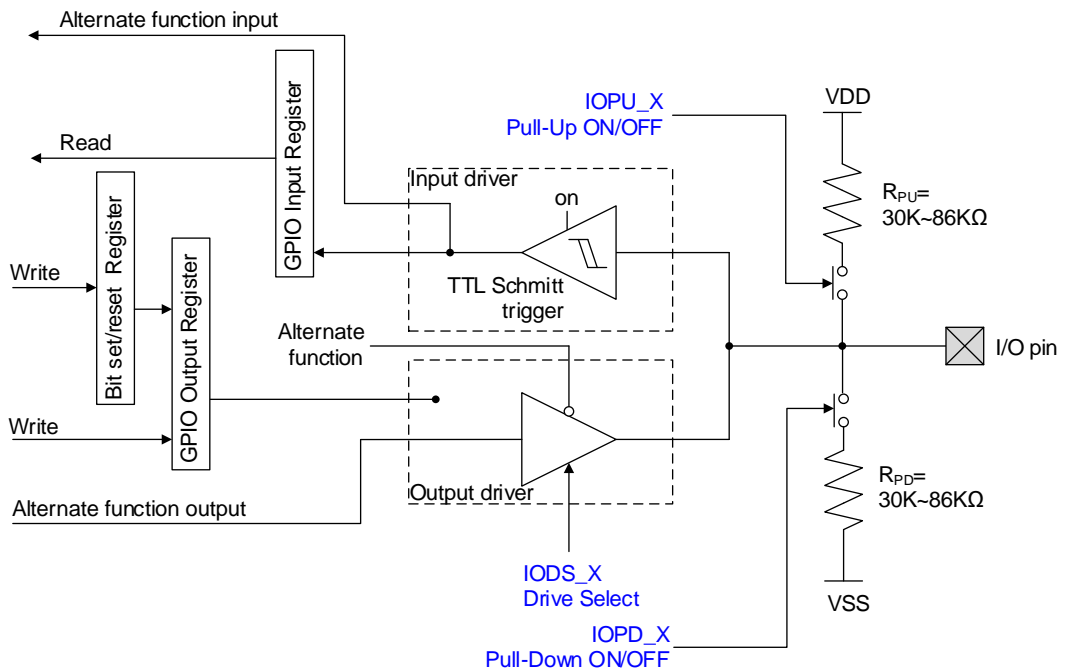 Alternate function input
IOPU_X
Pull-Up ON/OFF
VDD
Read
GPIO Input Register
Input driver
on
RPU=
30K~86KΩ
Bit set/reset Register
Write
GPIO Output Register
TTL Schmitt
trigger
Alternate
function
I/O pin
Write
RPD=
30K~86KΩ
Output driver
Alternate function output
IODS_X
Drive Select
VSS
IOPD_X
Pull-Down ON/OFF